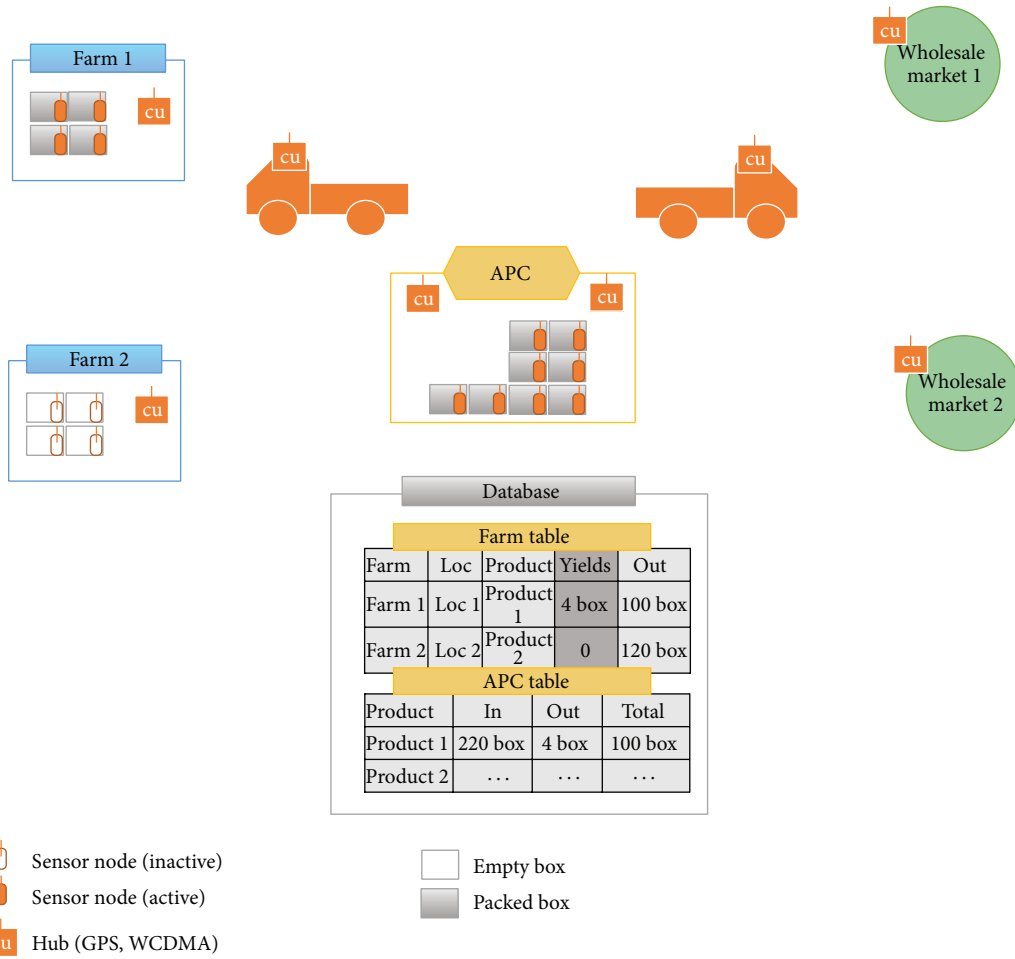 cu
Wholesale
market 1
Farm 1
cu
cu
cu
APC
cu
cu
Farm 2
cu
cu
Wholesale
market 2
Database
Farm table
Farm Loc Product Yields Out
Farm 1 Loc 1 Product 1 4 box 100 box
Farm 2 Loc 2 Product 2 0 120 box
APC table
Product In Out Total
Product 1 220 box 4 box 100 box
Product 2 ... ... ...
Sensor node (inactive)
Sensor node (active)
cu Hub (GPS, WCDMA)
Empty box
Packed box